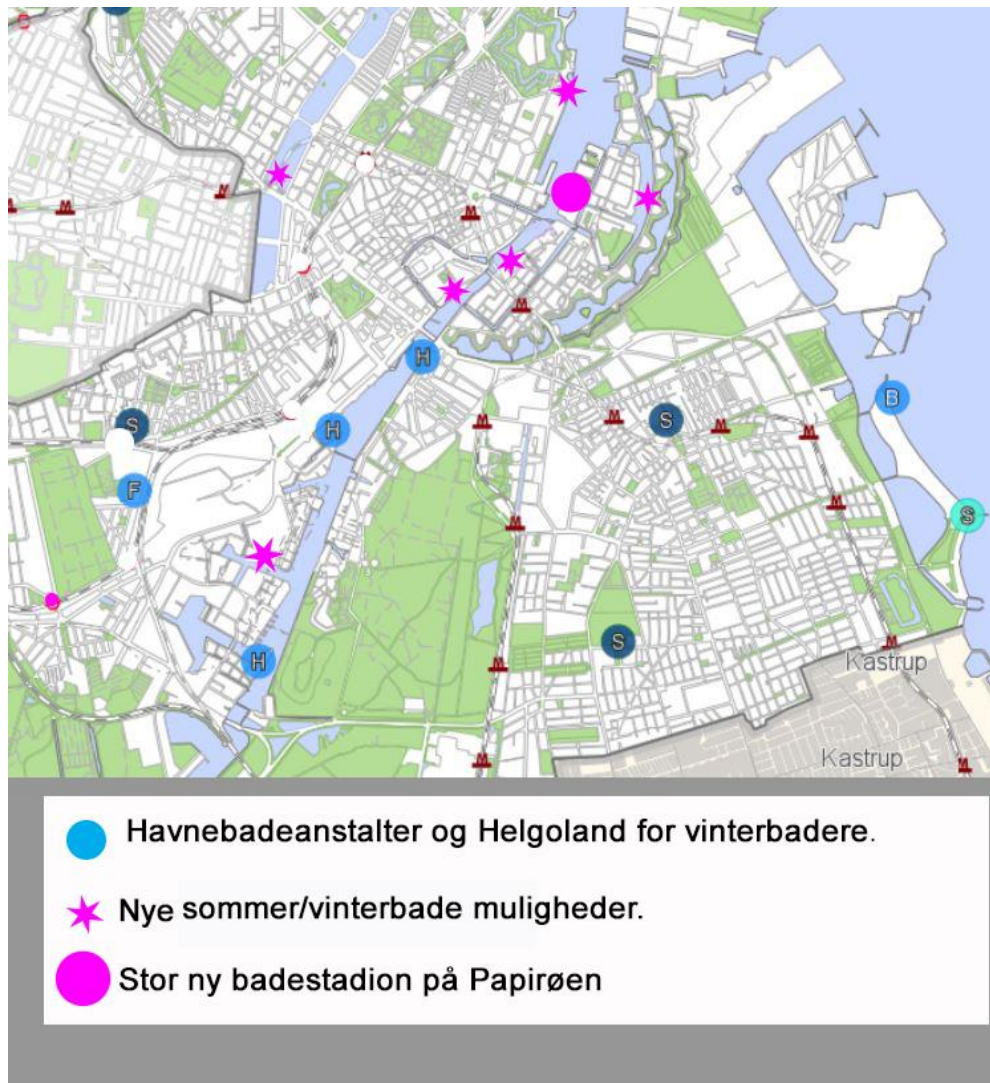 M
M
M
M
H
B
S
H
M
M
S
M
M
F
M
M
S
S
H
S
M
M
Kastrup
M
Kastrup
M
Havnebadeanstalter og Helgoland for vinterbadere.
Nye sommer/vinterbade muligheder.
Stor ny badestadion på Papirøen